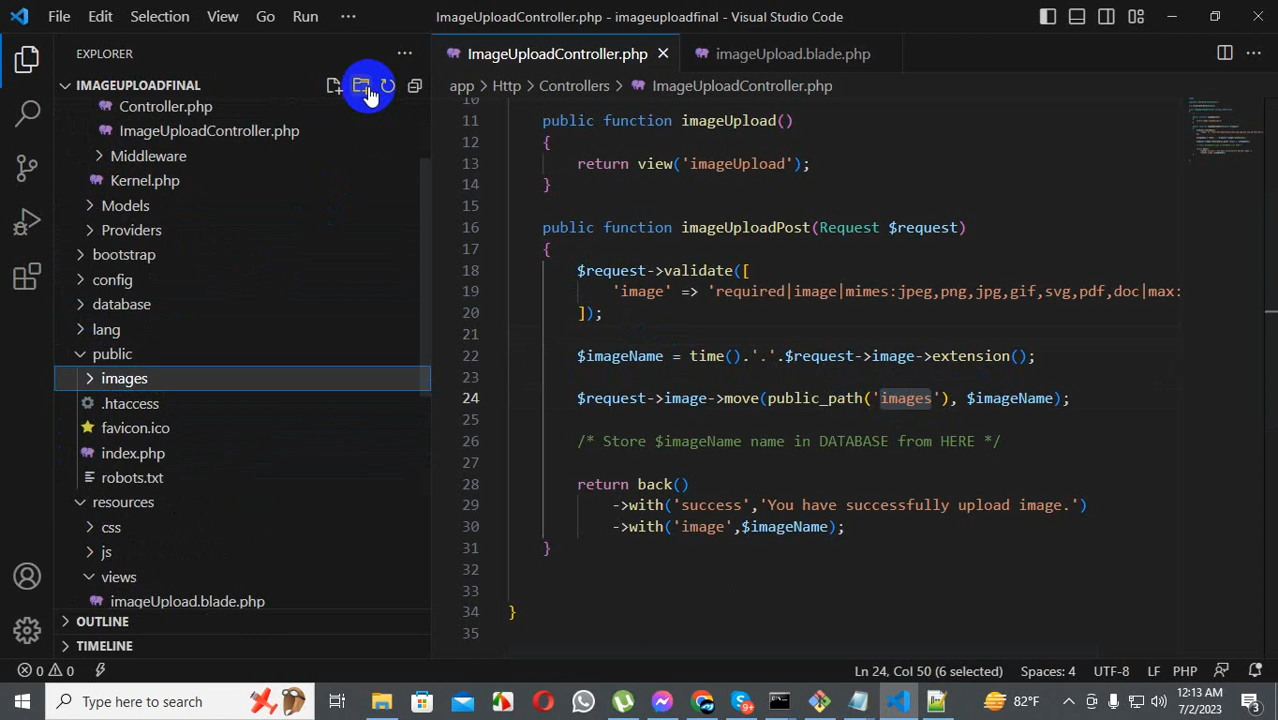 File Edit Selection View Go Run ··· ImageUploadController.php - imageuploadfinal - Visual Studio Code
EXPLORER ···
IMAGEUPLOADFINAL
Controller.php
ImageUploadController.php
Middleware
Kernel.php
Models
Providers
bootstrap
config
database
lang
public
images
.htaccess
favicon.ico
index.php
robots.txt
resources
css
js
views
imageUpload.blade.php
OUTLINE
TIMELINE
ImageUploadController.php imageUpload.blade.php ···
app > Http > Controllers > ImageUploadController.php
10
11 public function imageUpload()
12 {
13 return view('imageUpload');
14 }
15
16 public function imageUploadPost(Request $request)
17 {
18 $request->validate([
19 'image' => 'required|image|mimes:jpeg,png,jpg,gif,svg,pdf,doc|max:
20 ]);
21
22 $imageName = time().'.'.$request->image->extension();
23
24 $request->image->move(public_path('images'), $imageName);
25
26 /* Store $imageName name in DATABASE from HERE */
27
28 return back()
29 ->with('success','You have successfully upload image.')
30 ->with('image',$imageName);
31 }
32
33
34 }
35
0 0 Ln 24, Col 50 (6 selected) Spaces: 4 UTF-8 LF PHP
Type here to search 9+ 82°F 12:13 AM
7/2/2023 3